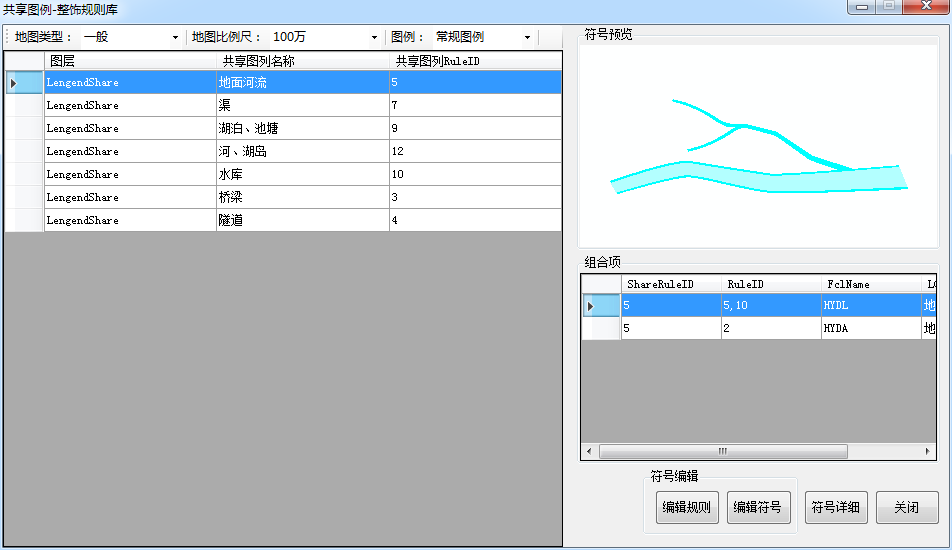 共享图例-整饰规则库
地图类型： 一般 地图比例尺： 100万 图例： 常规图例
图层 共享图列名称 共享图列RuleID
LengendShare 地面河流 5
LengendShare 渠 7
LengendShare 湖泊、池塘 9
LengendShare 河、湖岛 12
LengendShare 水库 10
LengendShare 桥梁 3
LengendShare 隧道 4
符号预览
组合项
ShareRuleID RuleID FclName
5 5,10 HYDL 地
5 2 HYDA 地
符号编辑
编辑规则 编辑符号 符号详细 关闭